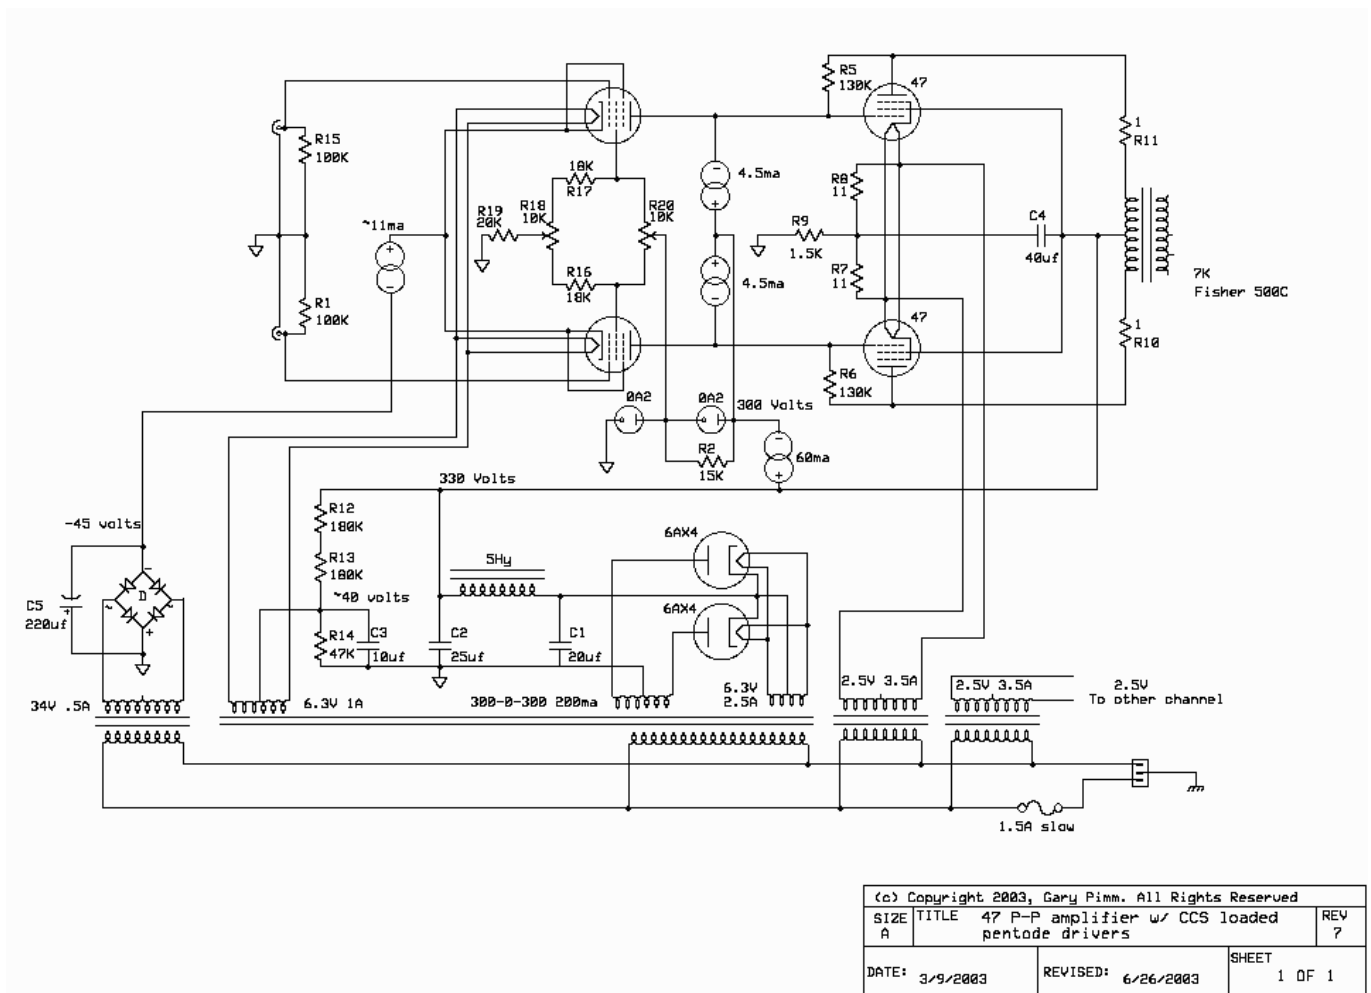 R5
130K
47
R15
100K
18K
R17
4.5ma
1
R11
R8
11
~11ma
R19
20K
R18
10K
R20
10K
R9
1.5K
C4
40uf
R16
18K
4.5ma
R7
11
7K
Fisher 500C
R1
100K
47
1
R10
R6
130K
0A2
0A2
300 Volts
R2
15K
60ma
330 Volts
-45 volts
R12
180K
R13
180K
6AX4
5Hy
~40 volts
6AX4
D
~
~
-
+
C5
220uf
R14
47K
C3
10uf
C2
25uf
C1
20uf
34V .5A
6.3V 1A
300-0-300 200ma
6.3V
2.5A
2.5V 3.5A
2.5V 3.5A
2.5V
To other channel
1.5A slow
(c) Copyright 2003, Gary Pimm. All Rights Reserved
SIZE
A
TITLE 47 P-P amplifier w/ CCS loaded
pentode drivers
REV
7
DATE: 3/9/2003
REVISED: 6/26/2003
SHEET
1 OF 1